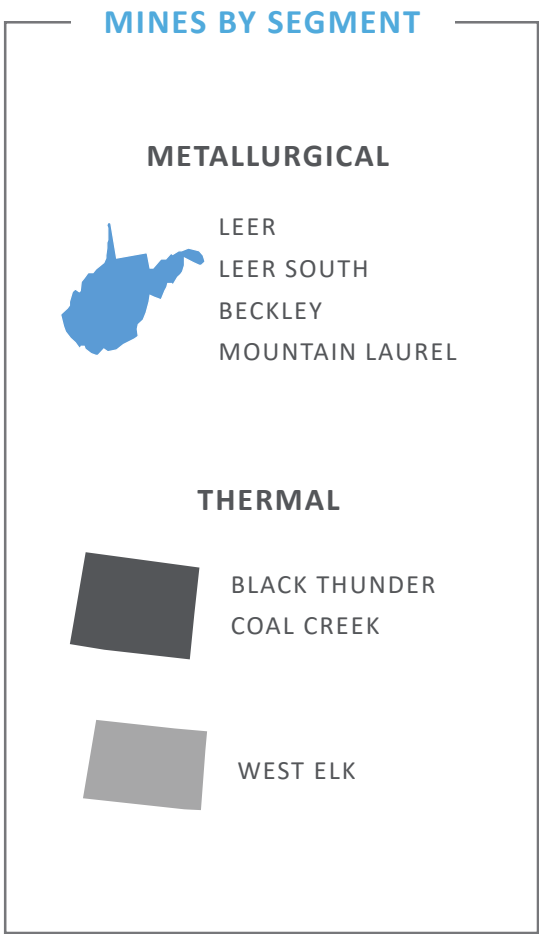 MINES BY SEGMENT
METALLURGICAL
LEER
LEER SOUTH
BECKLEY
MOUNTAIN LAUREL
THERMAL
BLACK THUNDER
COAL CREEK
WEST ELK